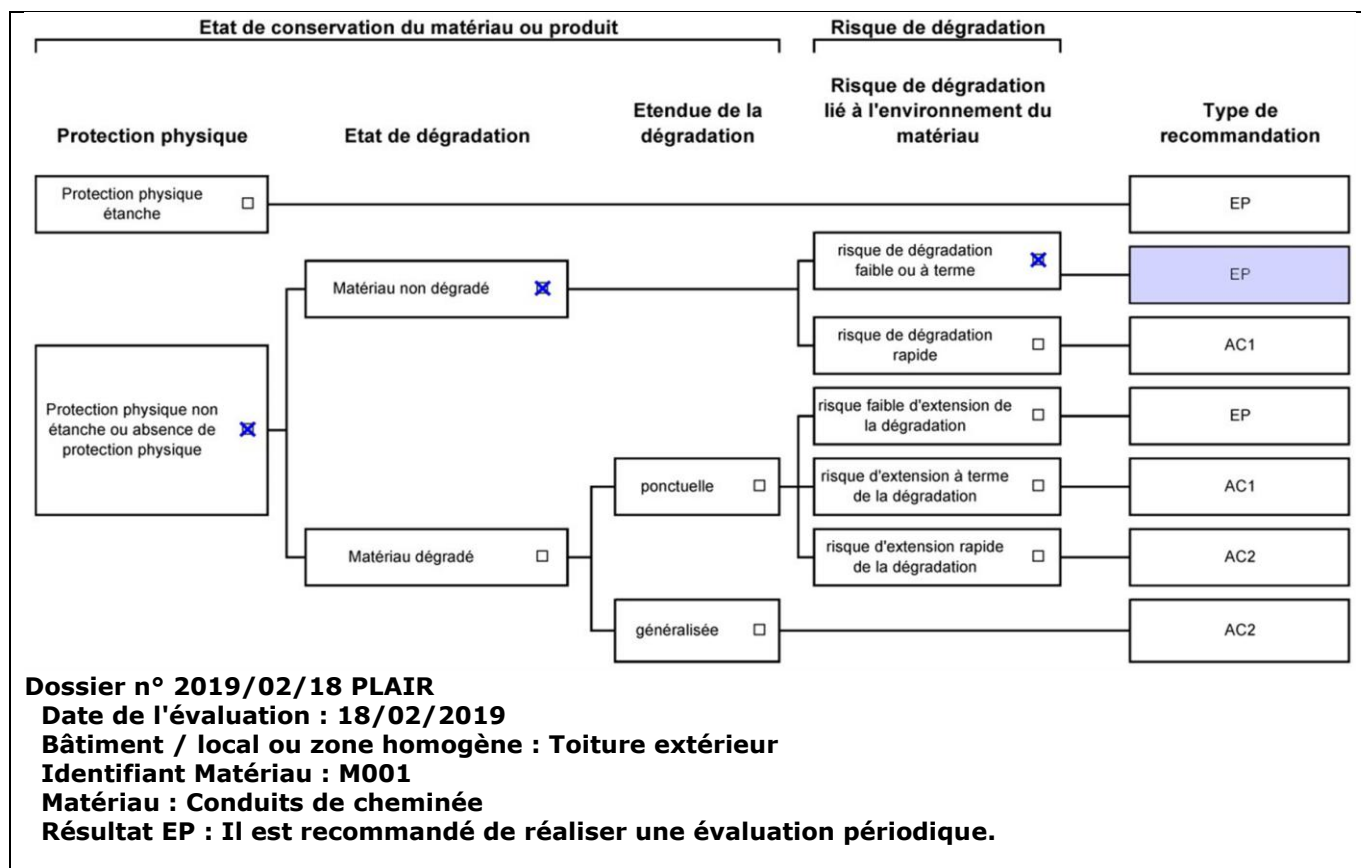 Etat de conservation du matériau ou produit
Risque de dégradation
Protection physique
Etat de dégradation
Etendue de la
dégradation
Risque de dégradation
lié à l'environnement du
matériau
Type de
recommandation
Protection physique
étanche
EP
risque de dégradation
faible ou à terme
EP
Matériau non dégradé
risque de dégradation
rapide
AC1
Protection physique non
étanche ou absence de
protection physique
risque faible d'extension de
la dégradation
EP
ponctuelle
risque d'extension à terme
de la dégradation
AC1
Matériau dégradé
risque d'extension rapide
de la dégradation
AC2
généralisée
AC2
Dossier n° 2019/02/18 PLAIR
Date de l'évaluation : 18/02/2019
Bâtiment / local ou zone homogène : Toiture extérieur
Identifiant Matériau : M001
Matériau : Conduits de cheminée
Résultat EP : Il est recommandé de réaliser une évaluation périodique.